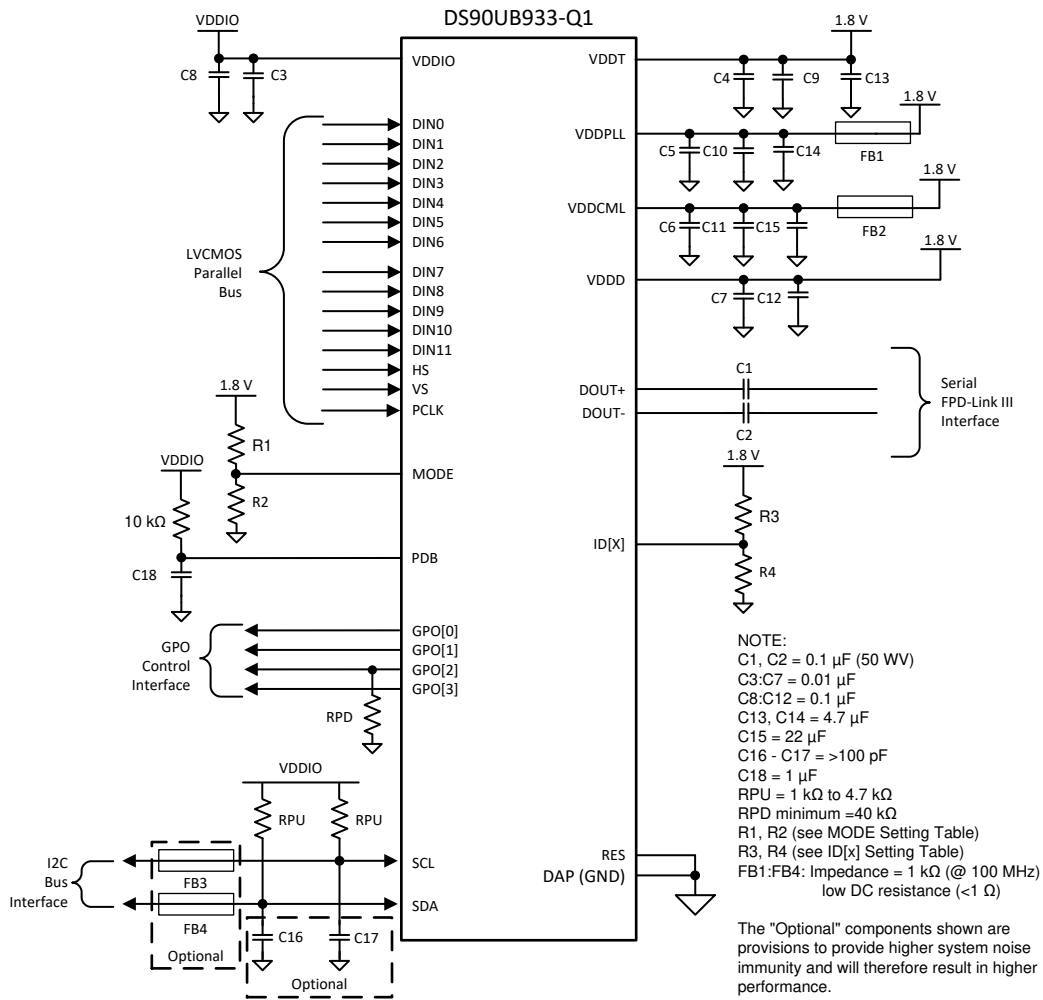 DS90UB933-Q1
VDDIO
C8
C3
VDDIO
VDDT
1.8 V
C4
C9
C13
1.8 V
VDDPLL
C5
C10
C14
FB1
1.8 V
VDDCML
C6
C11
C15
FB2
1.8 V
VDDD
C7
C12
LVCMOS
Parallel
Bus
DIN0
DIN1
DIN2
DIN3
DIN4
DIN5
DIN6
DIN7
DIN8
DIN9
DIN10
DIN11
HS
VS
PCLK
C1
DOUT+
DOUT-
C2
Serial
FPD-Link III
Interface
1.8 V
R1
R2
MODE
VDDIO
10 kΩ
C18
PDB
1.8 V
R3
ID[X]
R4
GPO
Control
Interface
GPO[0]
GPO[1]
GPO[2]
GPO[3]
RPD
VDDIO
RPU
RPU
I2C
Bus
Interface
FB3
FB4
Optional
SCL
SDA
C16
C17
Optional
RES
DAP (GND)
NOTE:
C1, C2 = 0.1 µF (50 WV)
C3:C7 = 0.01 µF
C8:C12 = 0.1 µF
C13, C14 = 4.7 µF
C15 = 22 µF
C16 - C17 = >100 pF
C18 = 1 µF
RPU = 1 kΩ to 4.7 kΩ
RPD minimum =40 kΩ
R1, R2 (see MODE Setting Table)
R3, R4 (see ID[x] Setting Table)
FB1:FB4: Impedance = 1 kΩ (@ 100 MHz)
low DC resistance (<1 Ω)
The "Optional" components shown are
provisions to provide higher system noise
immunity and will therefore result in higher
performance.